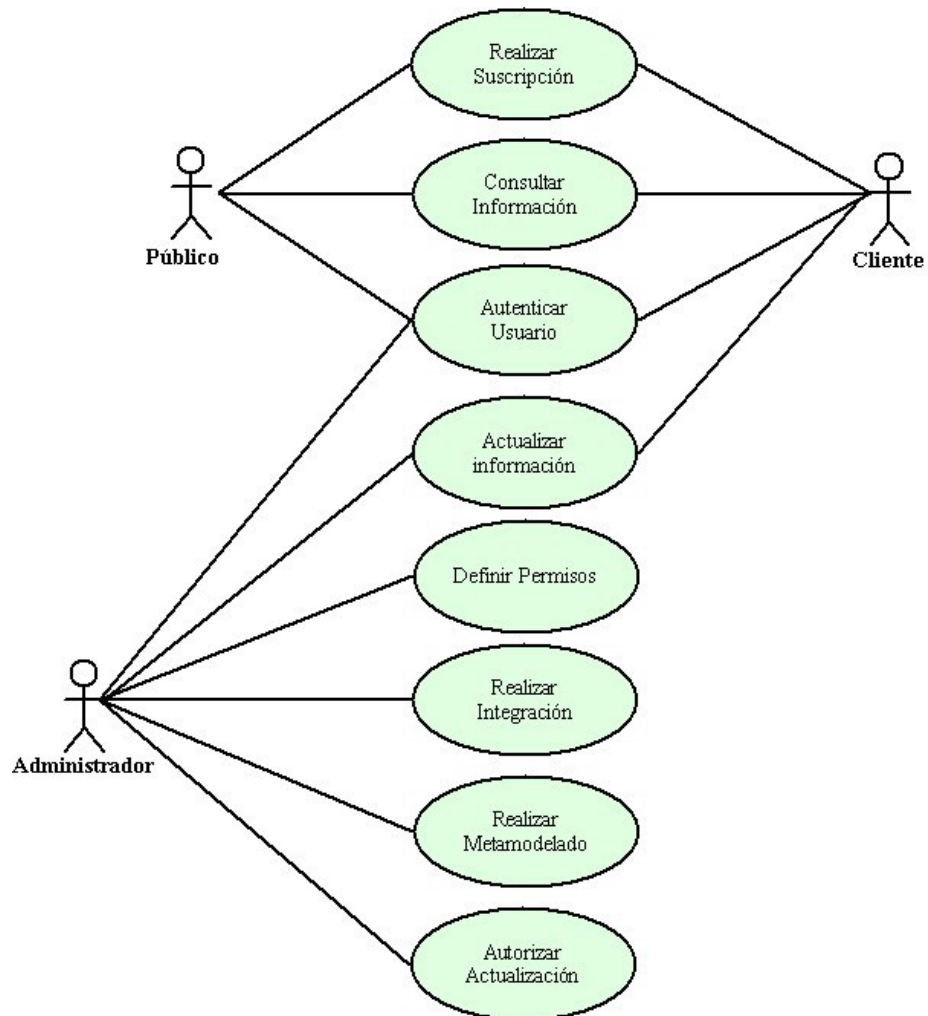 Realizar
Suscripción
Consultar
Información
Público
Cliente
Autenticar
Usuario
Actualizar
información
Definir Permisos
Realizar
Integración
Administrador
Realizar
Metamodelado
Autorizar
Actualización